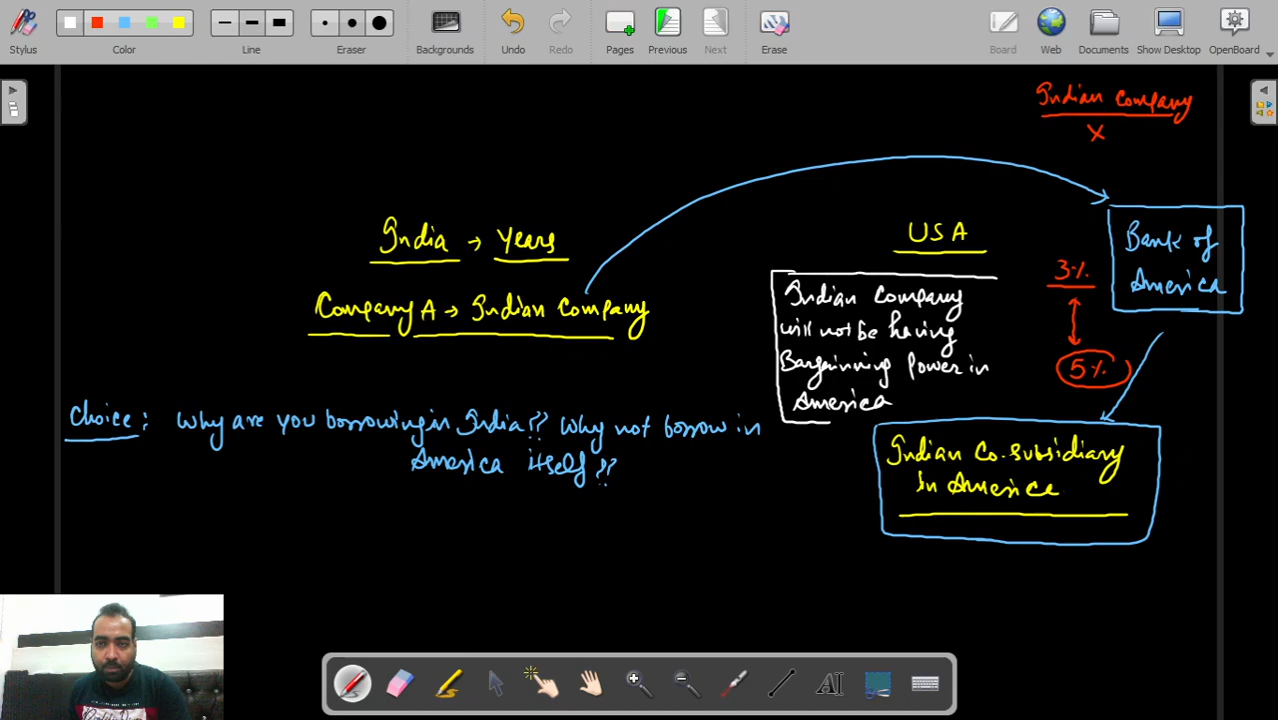 Stylus
Color
Line
Eraser
Backgrounds
Undo
Redo
Pages
Previous
Next
Erase
Board
Web
Documents
Show Desktop
OpenBoard
Indian Company
X
India → Years
Company A → Indian Company
USA
Bank of
America
3%
5%
Indian Company
will not be having
Bargainning Power in
America
Choice: Why are you borrowing in India?? Why not borrow in
America itself??
Indian Co. subsidiary
in America